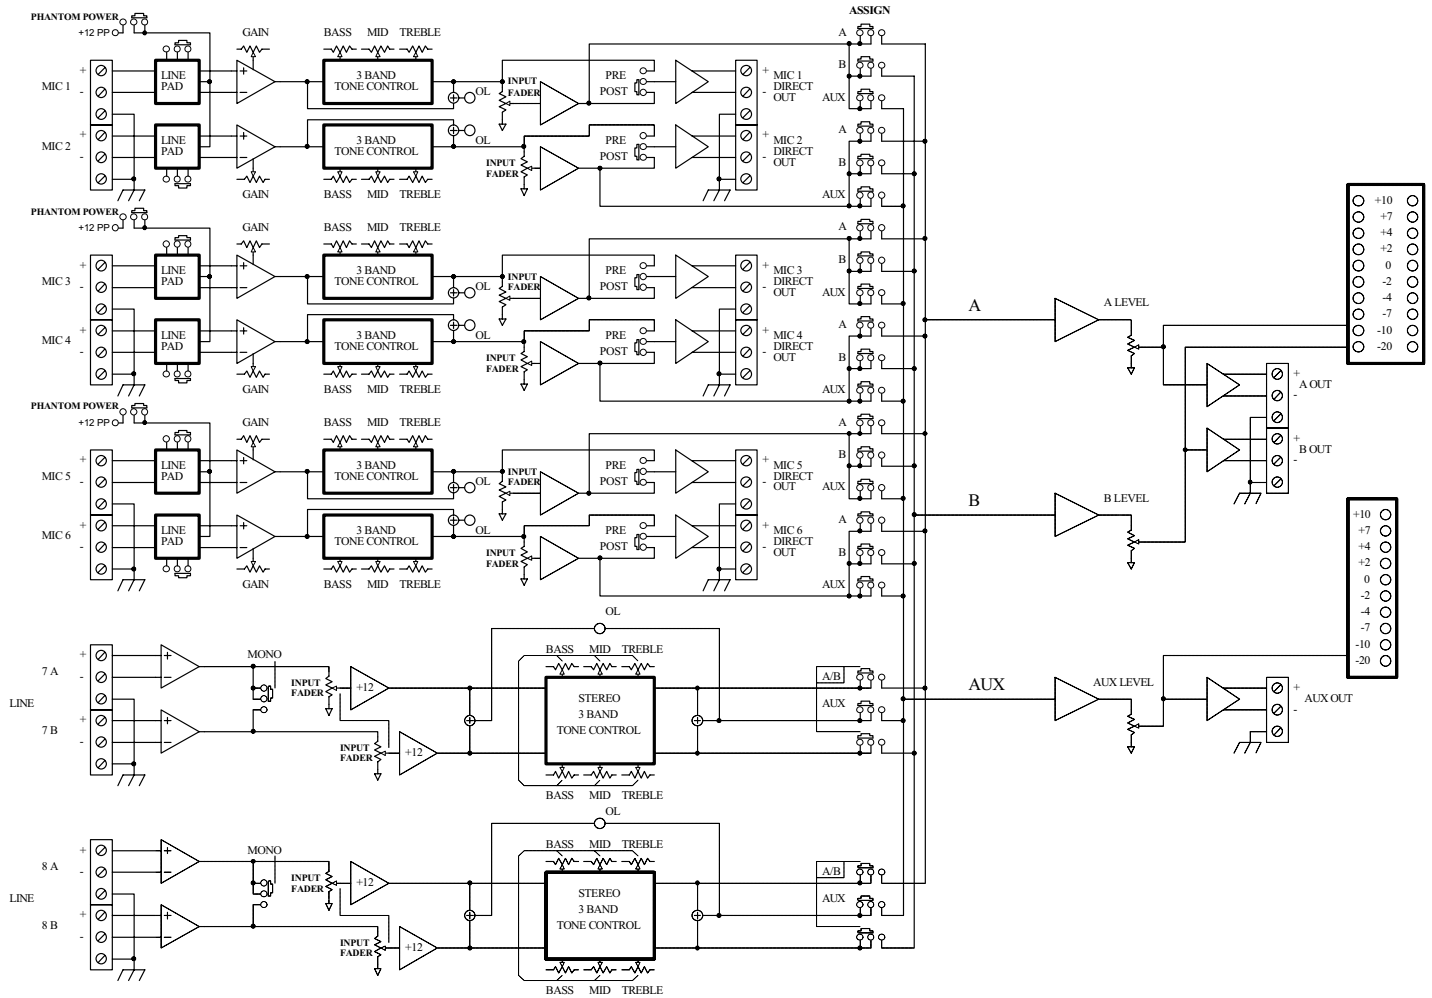 ASSIGN
PHANTOM POWER
+12 PP
GAIN
BASS MID TREBLE
A
+
MIC 1
-
LINE
PAD
+
-
3 BAND
TONE CONTROL
OL
INPUT
FADER
PRE
POST
+
-
MIC 1
DIRECT
OUT
B
AUX
+
MIC 2
-
LINE
PAD
+
-
3 BAND
TONE CONTROL
OL
INPUT
FADER
PRE
POST
+
-
MIC 2
DIRECT
OUT
A
B
AUX
GAIN
BASS MID TREBLE
PHANTOM POWER
+12 PP
GAIN
BASS MID TREBLE
A
+
MIC 3
-
LINE
PAD
+
-
3 BAND
TONE CONTROL
OL
INPUT
FADER
PRE
POST
+
-
MIC 3
DIRECT
OUT
B
AUX
+
MIC 4
-
LINE
PAD
+
-
3 BAND
TONE CONTROL
OL
INPUT
FADER
PRE
POST
+
-
MIC 4
DIRECT
OUT
A
B
AUX
GAIN
BASS MID TREBLE
PHANTOM POWER
+12 PP
GAIN
BASS MID TREBLE
A
+
MIC 5
-
LINE
PAD
+
-
3 BAND
TONE CONTROL
OL
INPUT
FADER
PRE
POST
+
-
MIC 5
DIRECT
OUT
B
AUX
+
MIC 6
-
LINE
PAD
+
-
3 BAND
TONE CONTROL
OL
INPUT
FADER
PRE
POST
+
-
MIC 6
DIRECT
OUT
A
B
AUX
GAIN
BASS MID TREBLE
OL
7 A
+
-
LINE
7 B
+
-
+
-
+
-
MONO
INPUT
FADER
+12
INPUT
FADER
+12
BASS MID TREBLE
STEREO
3 BAND
TONE CONTROL
BASS MID TREBLE
A/B
AUX
OL
8 A
+
-
LINE
8 B
+
-
+
-
+
-
MONO
INPUT
FADER
+12
INPUT
FADER
+12
BASS MID TREBLE
STEREO
3 BAND
TONE CONTROL
BASS MID TREBLE
A/B
AUX
A
A LEVEL
B
B LEVEL
AUX
AUX LEVEL
+10
+7
+4
+2
0
-2
-4
-7
-10
-20
+
A OUT
-
+
B OUT
-
+10
+7
+4
+2
0
-2
-4
-7
-10
-20
+
AUX OUT
-